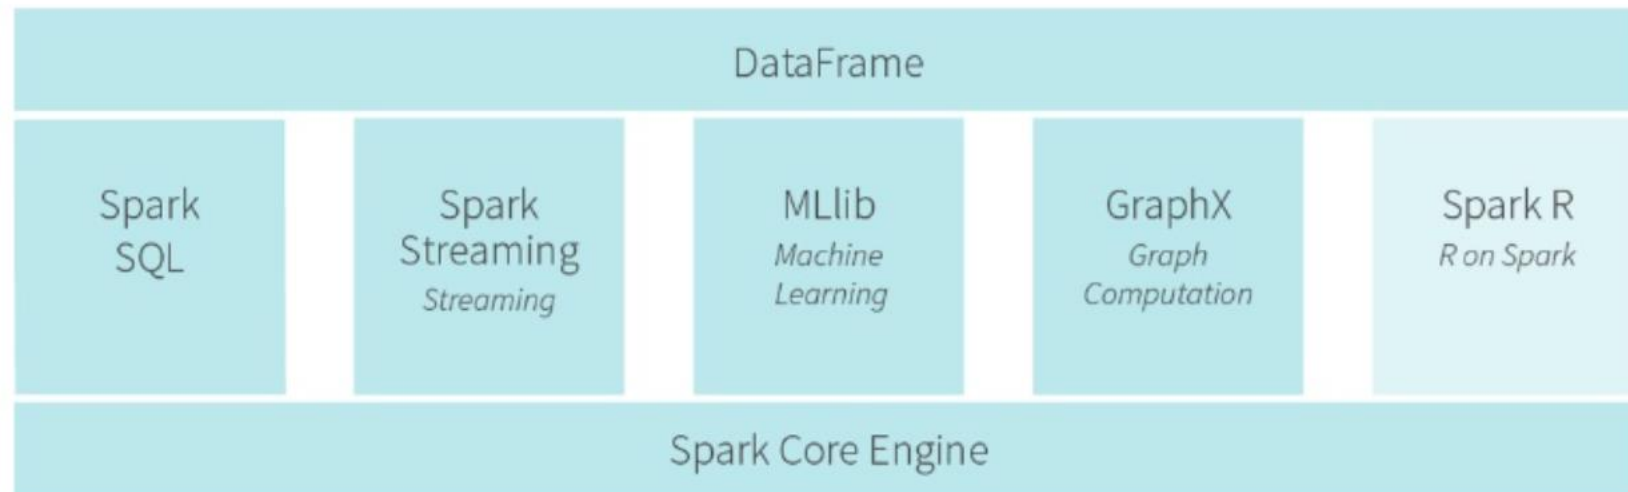 DataFrame
Spark
SQL
Spark
Streaming
Streaming
MLlib
Machine
Learning
GraphX
Graph
Computation
Spark R
R on Spark
Spark Core Engine